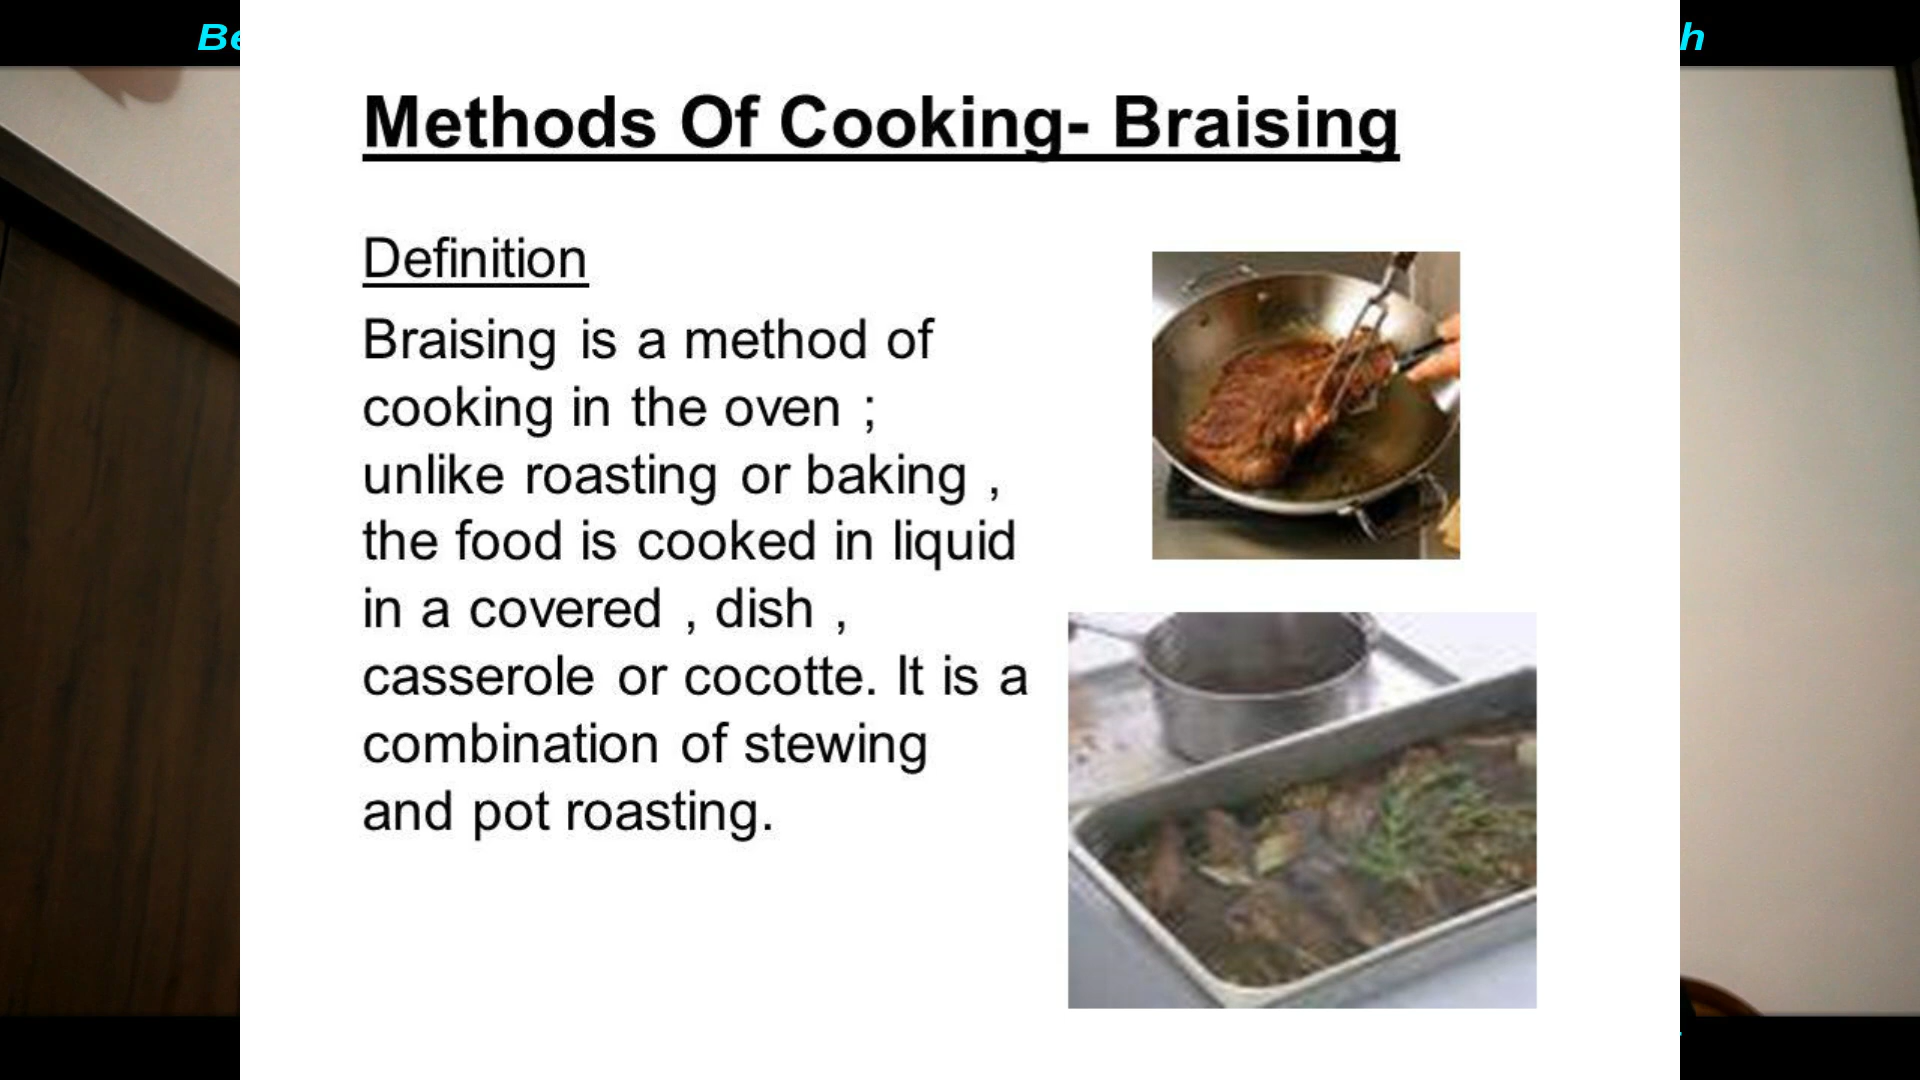 Methods Of Cooking- Braising
Definition
Braising is a method of
cooking in the oven ;
unlike roasting or baking ,
the food is cooked in liquid
in a covered , dish ,
casserole or cocotte. It is a
combination of stewing
and pot roasting.